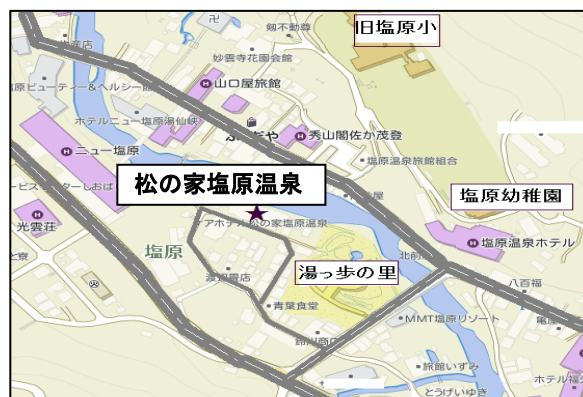 旧塩原小
卍
剱不動尊
妙雲寺花園会館
原ビューティー&ヘルシー館
山口屋旅館
ホテルニュー塩原湯仙峡
秀山閣佐か茂登
ニュー塩原
塩原温泉旅館組合
松の家塩原温泉
塩原幼稚園
光雲荘
塩原
松の家塩原温泉
塩原温泉ホテル
湯っ歩の里
八百福
青葉食堂
MMT塩原リゾート
旅館いずみ
とうげいゆき